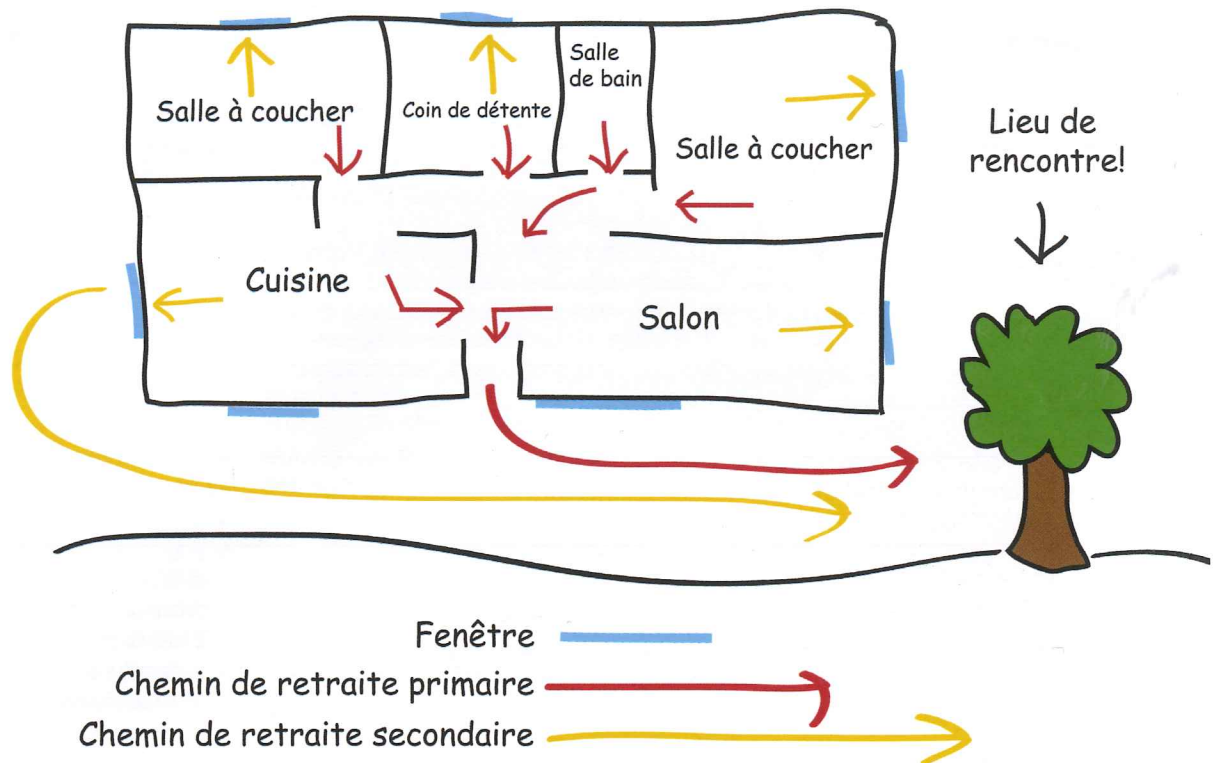 Salle à coucher
Coin de détente
Salle
de bain
Salle à coucher
Lieu de
rencontre!
Cuisine
Salon
Fenêtre
Chemin de retraite primaire
Chemin de retraite secondaire